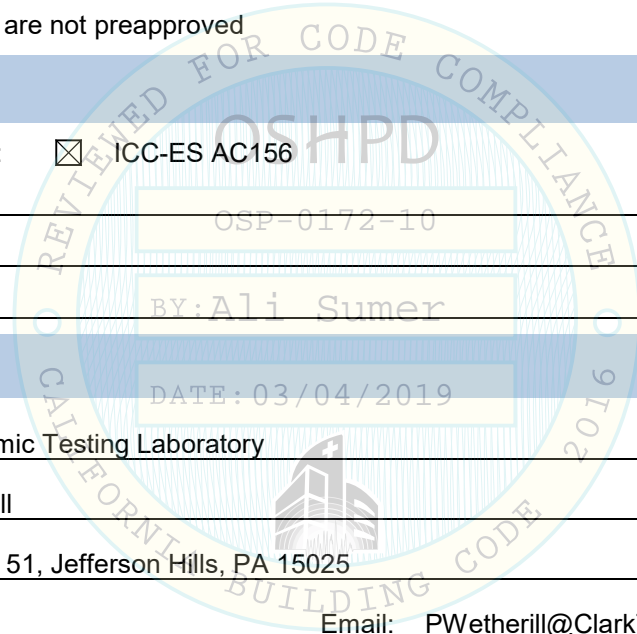 are not preapproved
REVIEWED FOR CODE COMPLIANCE
OSHPD
ICC-ES AC156
OSP-0172-10
BY: Ali Sumer
DATE: 03/04/2019
mic Testing Laboratory
ll
51, Jefferson Hills, PA 15025
CALIFORNIA BUILDING CODE 2016
Email: PWetherill@Clark